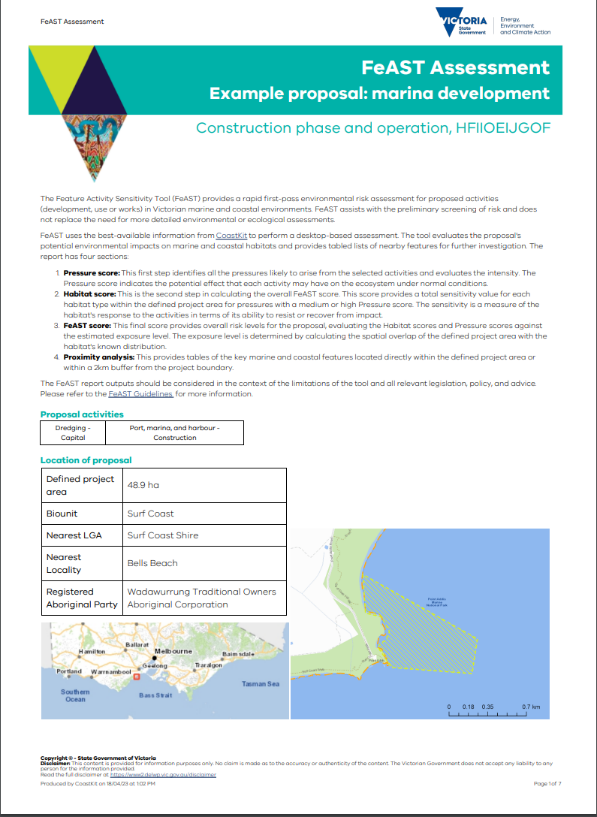 FeAST Assessment
VICTORIA
State
Government
Energy,
Environment
and Climate Action
FeAST Assessment
Example proposal: marina development
Construction phase and operation, HFIIOEIJGOF
The Feature Activity Sensitivity Tool (FeAST) provides a rapid first-pass environmental risk assessment for proposed activities
(development, use or works) in Victorian marine and coastal environments. FeAST assists with the preliminary screening of risk and does
not replace the need for more detailed environmental or ecological assessments.
FeAST uses the best-available information from CoastKit to perform a desktop-based assessment. The tool evaluates the proposal's
potential environmental impacts on marine and coastal habitats and provides tabled lists of nearby features for further investigation. The
report has four sections:
1. Pressure score: This first step identifies all the pressures likely to arise from the selected activities and evaluates the intensity. The
Pressure score indicates the potential effect that each activity may have on the ecosystem under normal conditions.
2. Habitat score: This is the second step in calculating the overall FeAST score. This score provides a total sensitivity value for each
habitat type within the defined project area for pressures with a medium or high Pressure score. The sensitivity is a measure of the
habitat's response to the activities in terms of its ability to resist or recover from impact.
3. FeAST score: This final score provides overall risk levels for the proposal, evaluating the Habitat scores and Pressure scores against
the estimated exposure level. The exposure level is determined by calculating the spatial overlap of the defined project area with the
habitat's known distribution.
4. Proximity analysis: This provides tables of the key marine and coastal features located directly within the defined project area or
within a 2km buffer from the project boundary.
The FeAST report outputs should be considered in the context of the limitations of the tool and all relevant legislation, policy, and advice.
Please refer to the FeAST Guidelines for more information.
Proposal activities
Dredging -
Capital
Port, marina, and harbour -
Construction
Location of proposal
Defined project
area
48.9 ha
Biounit
Surf Coast
Nearest LGA
Surf Coast Shire
Nearest
Locality
Bells Beach
Registered
Aboriginal Party
Wadawurrung Traditional Owners
Aboriginal Corporation
Hamilton
Ballarat
Melbourne
Bairnsdale
Portland
Warrnambool
Geelong
Traralgon
Southern
Ocean
Bass Strait
Tasman Sea
0 0.18 0.35 0.7 km
Copyright © - State Government of Victoria
Disclaimer: This content is provided for information purposes only. No claim is made as to the accuracy or authenticity of the content. The Victorian Government does not accept any liability to any
person for the information provided.
Read the full disclaimer at https://www2.delwp.vic.gov.au/disclaimer
Produced by CoastKit on 18/04/23 at 1:02 PM
Page 1 of 7